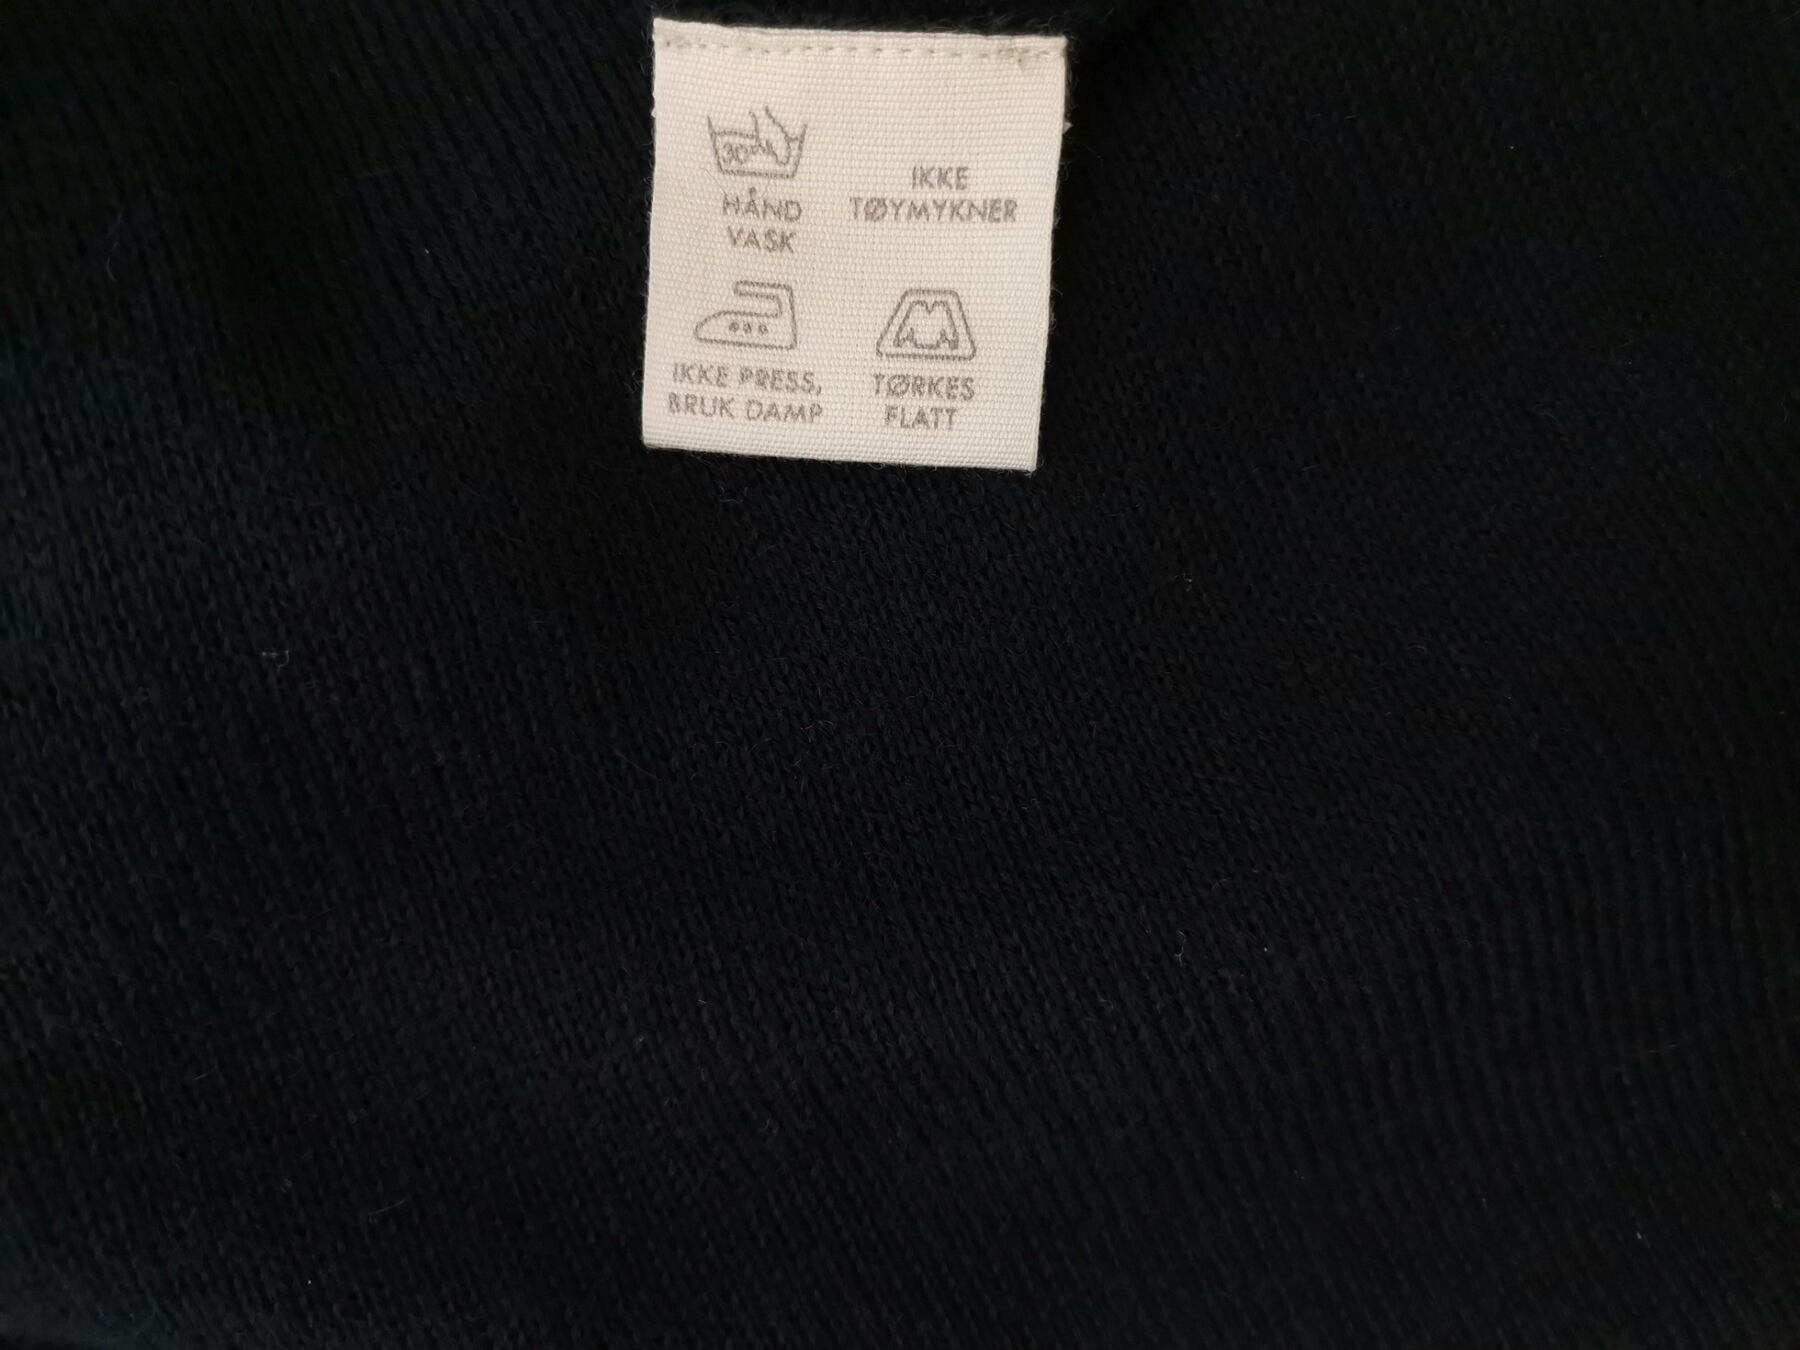 30
HÅND
VASK
IKKE
TØYMYKNER
IKKE PRESS,
BRUK DAMP
TØRKES
FLATT